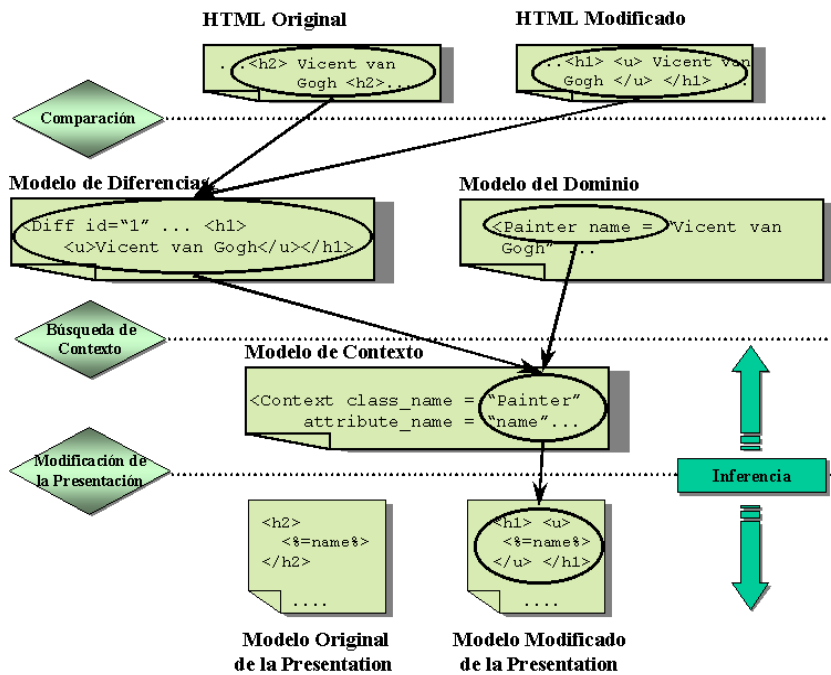 HTML Original
HTML Modificado
...<h2> Vicent van
Gogh <h2>...
...<h1> <u> Vicent van
Gogh </u> </h1> ...
Comparación
Modelo de Diferencias
Modelo del Dominio
<Diff id=“1” ... <h1>
<u>Vicent van Gogh</u></h1>
<Painter name = “Vicent van
Gogh” ...
Búsqueda de
Contexto
Modelo de Contexto
<Context class_name = “Painter”
attribute_name = “name”...
Modificación de
la Presentación
Inferencia
<h2>
<%=name%>
</h2>
....
<h1> <u>
<%=name%>
</u> </h1>
....
Modelo Original
de la Presentation
Modelo Modificado
de la Presentation